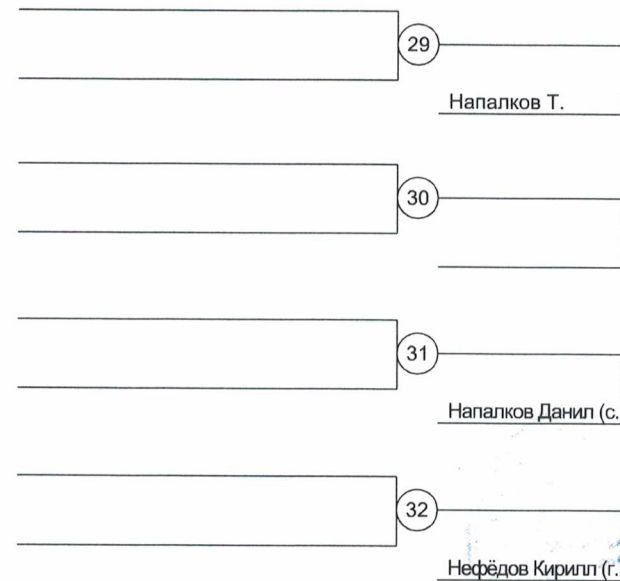 29
Напалков Т.
30
31
Напалков Данил (с.
32
Нефёдов Кирилл (г.